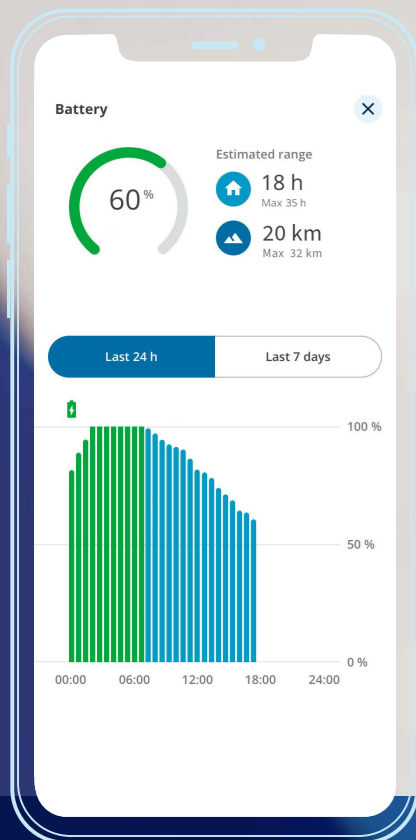 Battery
Estimated range
60 %
18 h
Max 35 h
20 km
Max 32 km
Last 24 h
Last 7 days
100 %
50 %
0 %
00:00 06:00 12:00 18:00 24:00